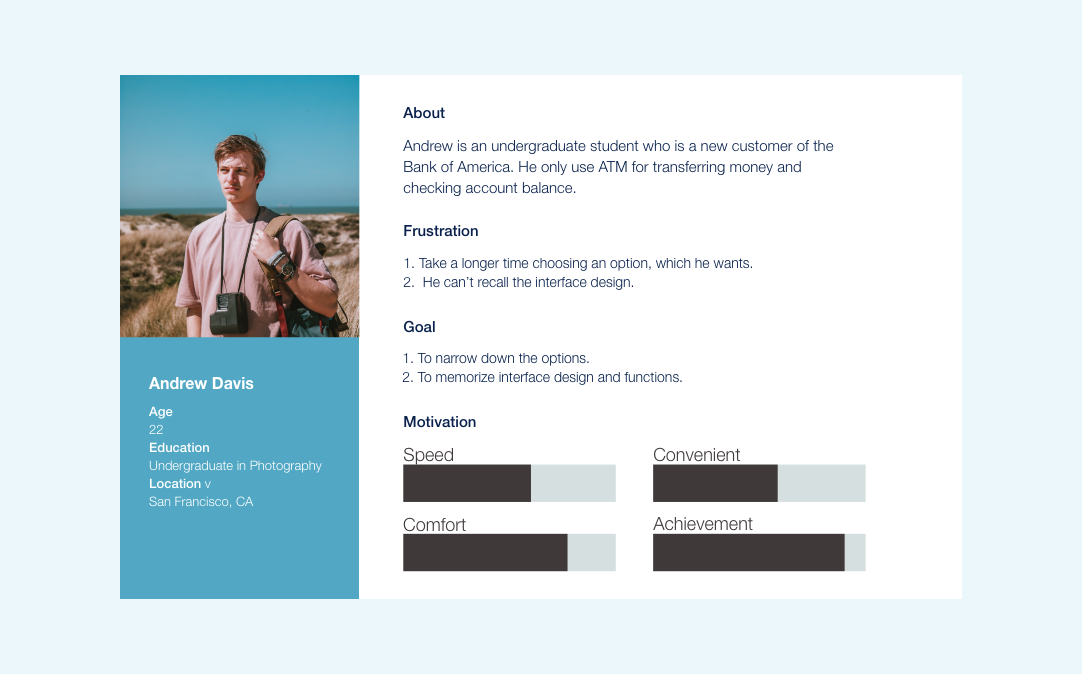 Andrew Davis
Age
22
Education
Undergraduate in Photography
Location v
San Francisco, CA
About
Andrew is an undergraduate student who is a new customer of the
Bank of America. He only use ATM for transferring money and
checking account balance.
Frustration
1. Take a longer time choosing an option, which he wants.
2.  He can’t recall the interface design.
Goal
1. To narrow down the options.
2. To memorize interface design and functions.
Motivation
Speed
Convenient
Comfort
Achievement